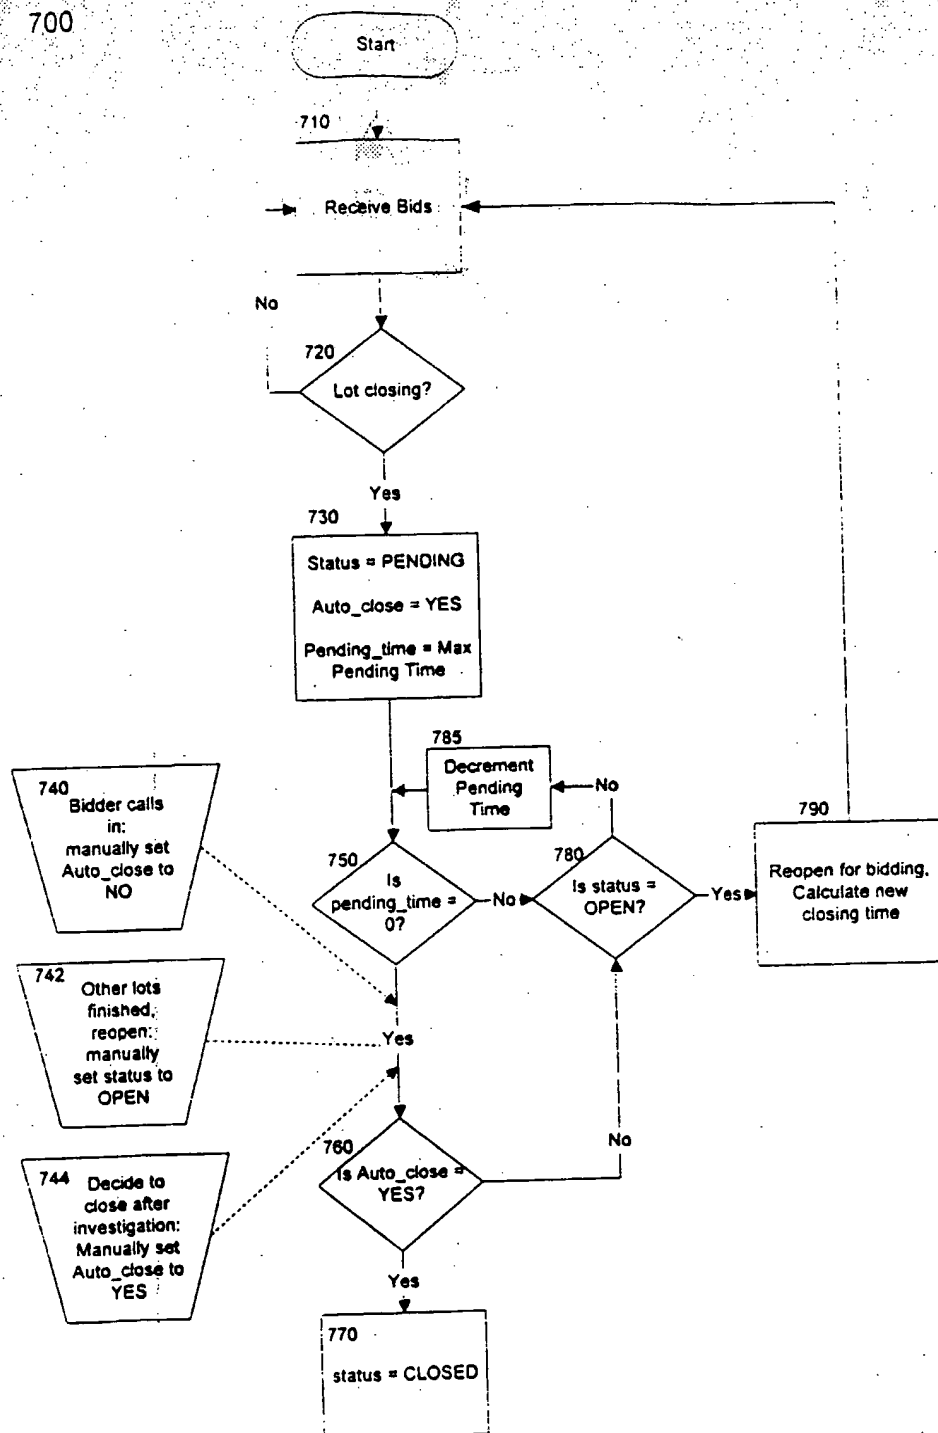 700
Start
710
Receive Bids
No
720
Lot closing?
Yes
730
Status = PENDING
Auto_close = YES
Pending_time = Max
Pending Time
785
Decrement
Pending
Time
No
740
Bidder calls
in:
manually set
Auto_close to
NO
750
Is
pending_time =
0?
No
780
Is status =
OPEN?
Yes
790
Reopen for bidding,
Calculate new
closing time
742
Other lots
finished,
reopen:
manually
set status to
OPEN
Yes
744
Decide to
close after
investigation:
Manually set
Auto_close to
YES
760
Is Auto_close =
YES?
No
Yes
770
status = CLOSED